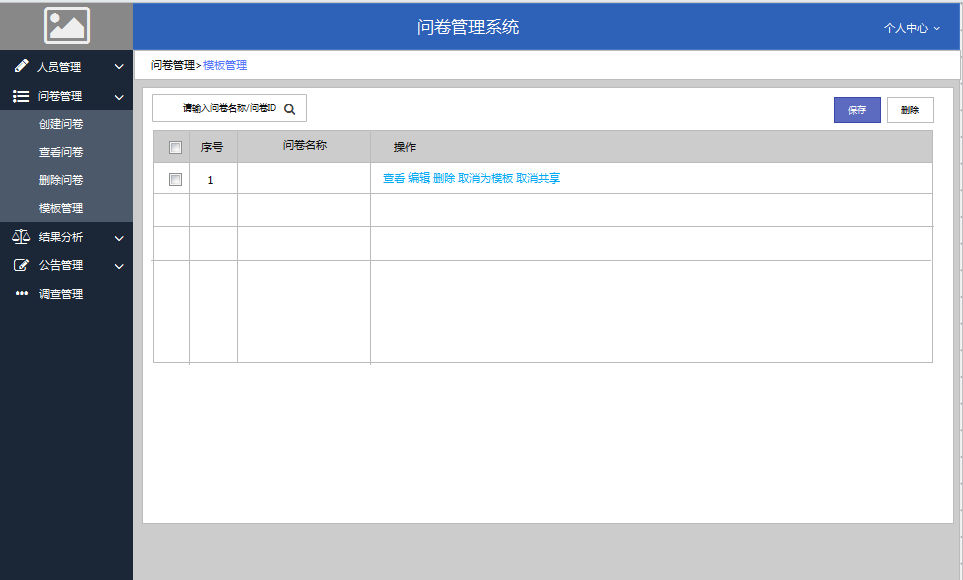 问卷管理系统
个人中心
人员管理
问卷管理
创建问卷
查看问卷
删除问卷
模板管理
结果分析
公告管理
调查管理
问卷管理>模板管理
请输入问卷名称/问卷ID
保存
删除
序号 问卷名称 操作
1 查看 编辑 删除 取消为模板 取消共享